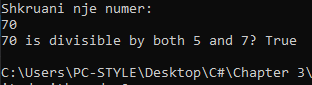 Shkruani nje numer:
70
70 is divisible by both 5 and 7? True
C:\Users\PC-STYLE\Desktop\C#\Chapter 3\